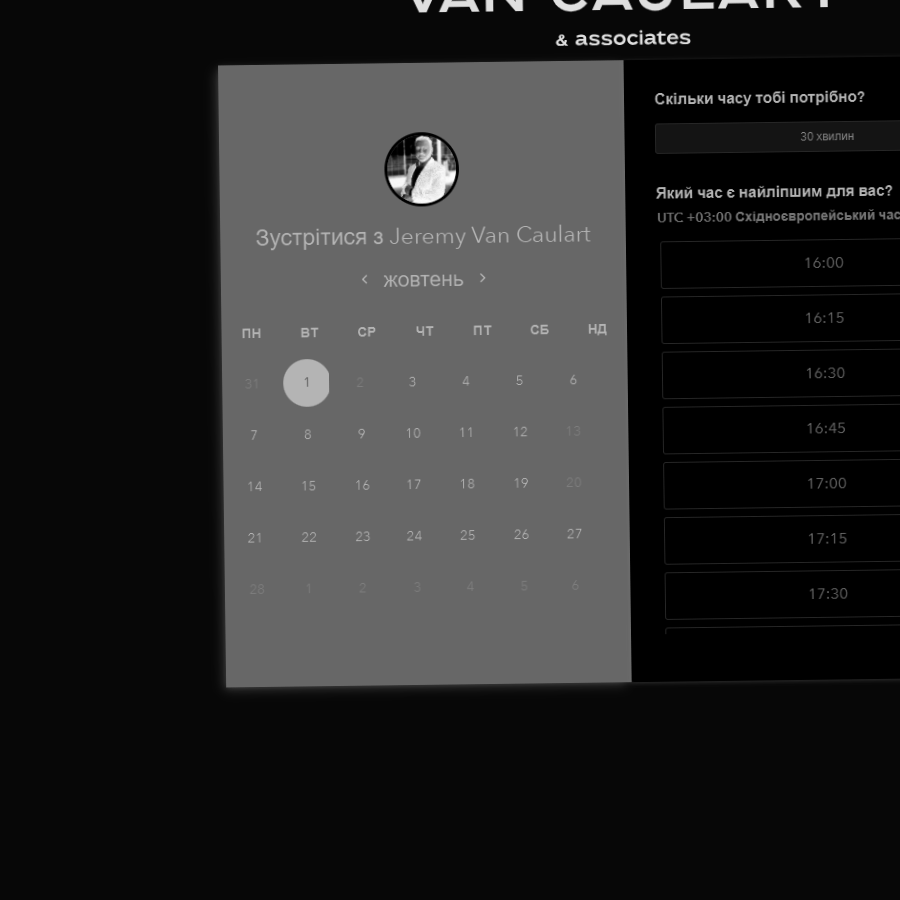 VAN CAULART
& associates
Зустрітися з Jeremy Van Caulart
‹ жовтень ›
ПН ВТ СР ЧТ ПТ СБ НД
31 1 2 3 4 5 6
7 8 9 10 11 12 13
14 15 16 17 18 19 20
21 22 23 24 25 26 27
28 1 2 3 4 5 6
Скільки часу тобі потрібно?
30 хвилин
Який час є найліпшим для вас?
UTC +03:00 Східноєвропейський час
16:00
16:15
16:30
16:45
17:00
17:15
17:30